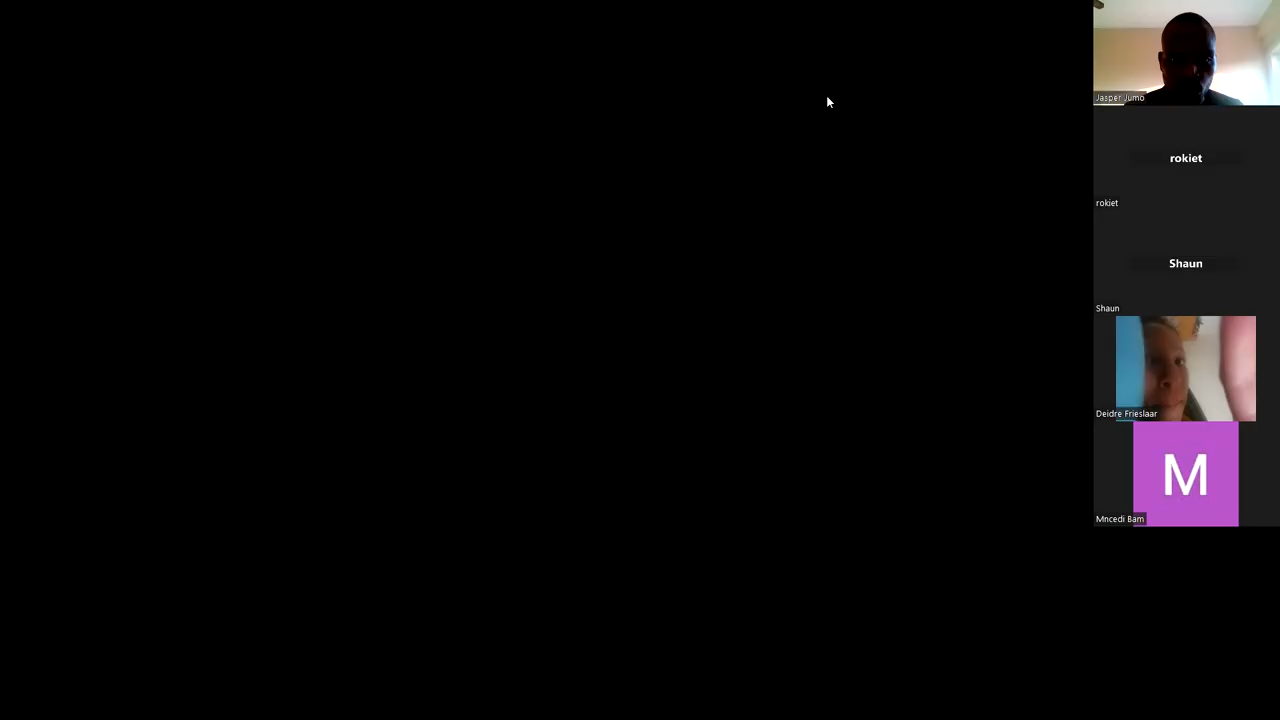 Jasper Jumo
rokiet
rokiet
Shaun
Shaun
Deidre Frieslaar
M
Mncedi Bam